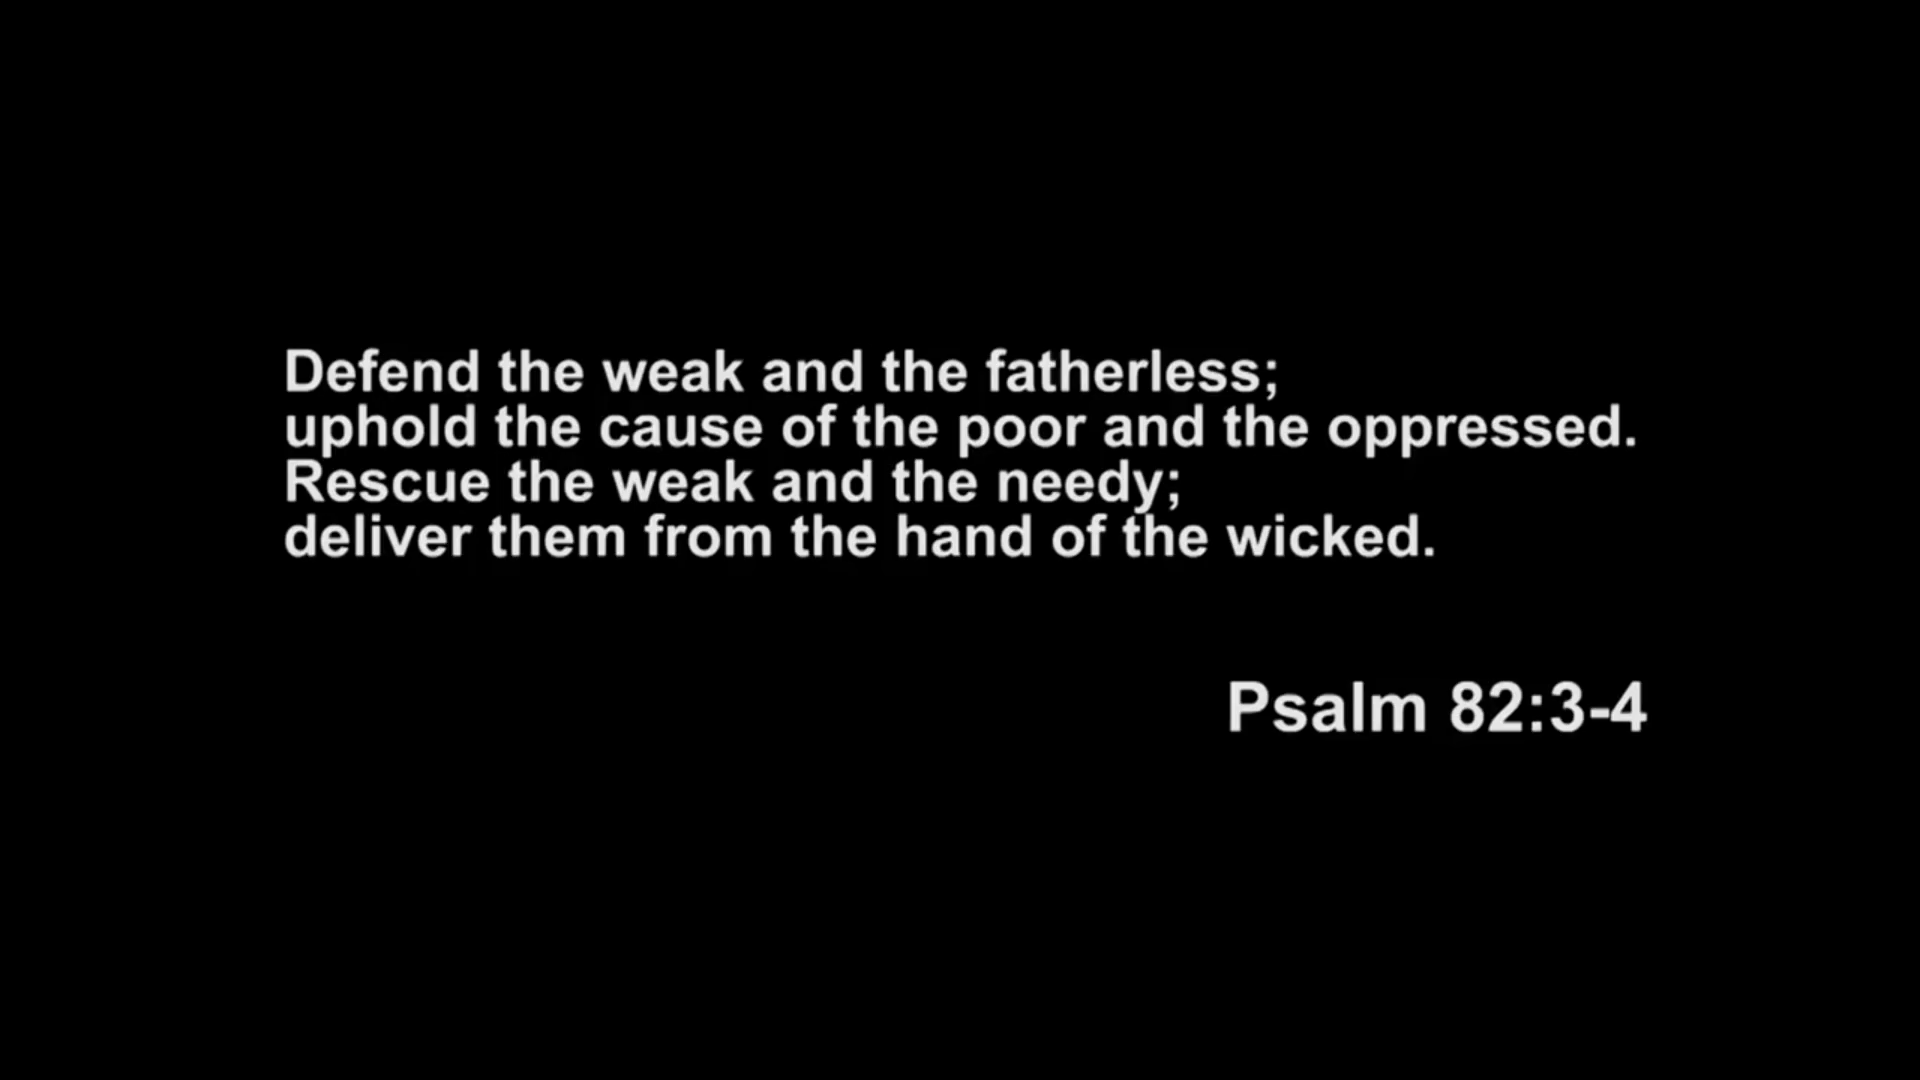 Defend the weak and the fatherless;
uphold the cause of the poor and the oppressed.
Rescue the weak and the needy;
deliver them from the hand of the wicked.
Psalm 82:3-4